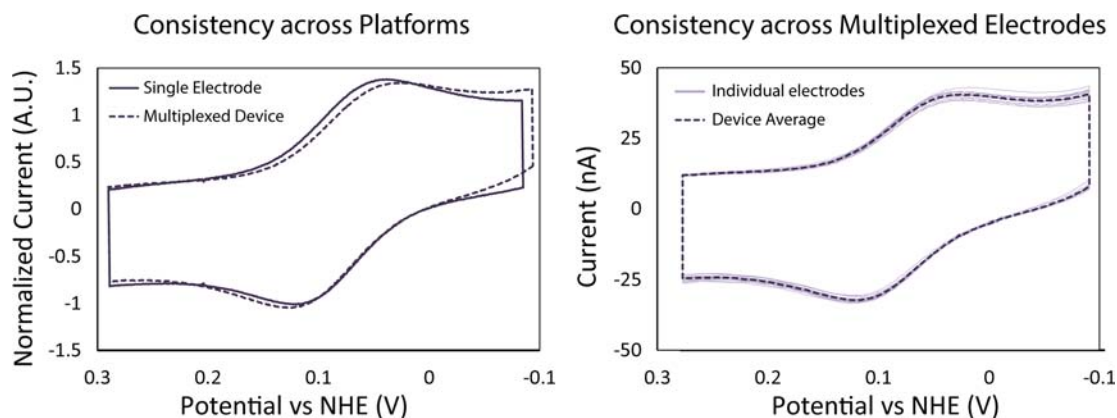 Consistency across Platforms
Normalized Current (A.U.)
1.5
1
0.5
0
-0.5
-1
-1.5
Single Electrode
Multiplexed Device
0.3
0.2
0.1
0
-0.1
Potential vs NHE (V)
Consistency across Multiplexed Electrodes
Current (nA)
50
25
0
-25
-50
Individual electrodes
Device Average
0.3
0.2
0.1
0
-0.1
Potential vs NHE (V)